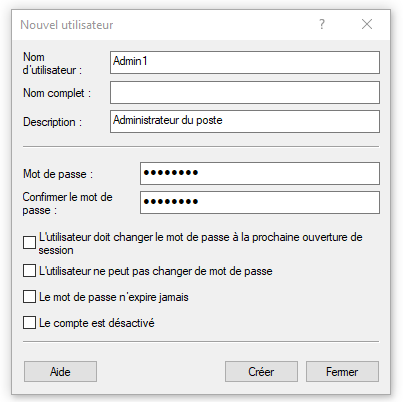 Nouvel utilisateur
Nom
d'utilisateur :
Admin1
Nom complet :
Description :
Administrateur du poste
Mot de passe :
••••••••
Confirmer le mot de
passe :
••••••••
L'utilisateur doit changer le mot de passe à la prochaine ouverture de
session
L'utilisateur ne peut pas changer de mot de passe
Le mot de passe n'expire jamais
Le compte est désactivé
Aide
Créer
Fermer